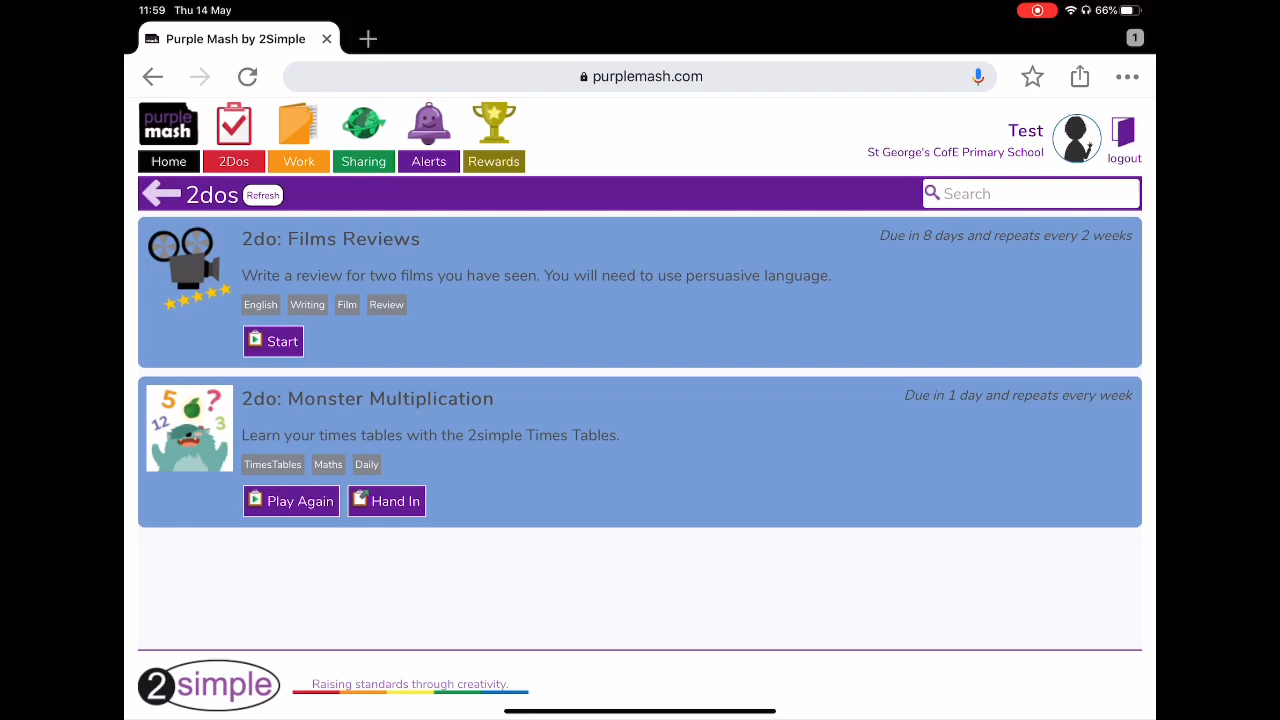 11:59 Thu 14 May
66%
Purple Mash by 2Simple
1
purplemash.com
purple
mash
Home 2Dos Work Sharing Alerts Rewards
Test
St George's CofE Primary School
logout
2dos Refresh
Search
2do: Films Reviews
Due in 8 days and repeats every 2 weeks
Write a review for two films you have seen. You will need to use persuasive language.
English Writing Film Review
Start
5 ? 12 3
2do: Monster Multiplication
Due in 1 day and repeats every week
Learn your times tables with the 2simple Times Tables.
TimesTables Maths Daily
Play Again Hand In
2simple
Raising standards through creativity.